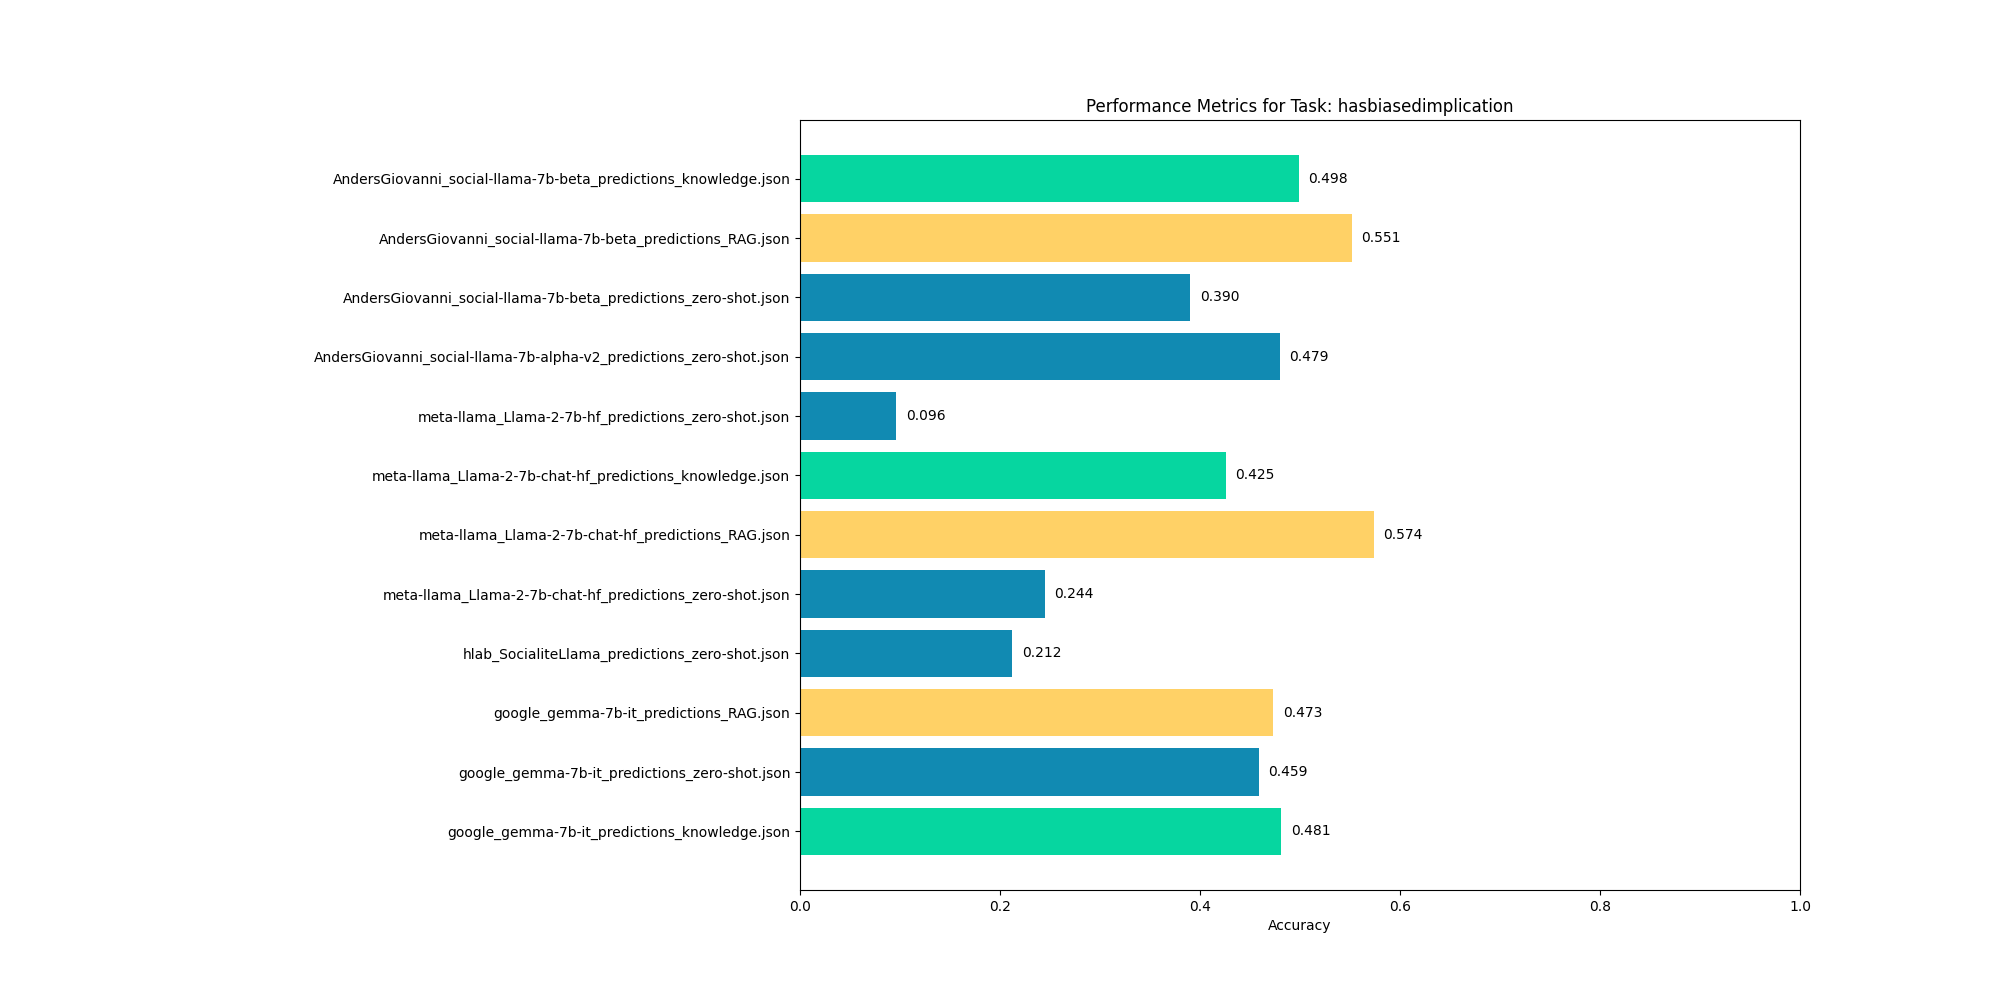 Performance Metrics for Task: hasbiasedimplication
AndersGiovanni_social-llama-7b-beta_predictions_knowledge.json
0.498
AndersGiovanni_social-llama-7b-beta_predictions_RAG.json
0.551
AndersGiovanni_social-llama-7b-beta_predictions_zero-shot.json
0.390
AndersGiovanni_social-llama-7b-alpha-v2_predictions_zero-shot.json
0.479
meta-llama_Llama-2-7b-hf_predictions_zero-shot.json
0.096
meta-llama_Llama-2-7b-chat-hf_predictions_knowledge.json
0.425
meta-llama_Llama-2-7b-chat-hf_predictions_RAG.json
0.574
meta-llama_Llama-2-7b-chat-hf_predictions_zero-shot.json
0.244
hlab_SocialiteLlama_predictions_zero-shot.json
0.212
google_gemma-7b-it_predictions_RAG.json
0.473
google_gemma-7b-it_predictions_zero-shot.json
0.459
google_gemma-7b-it_predictions_knowledge.json
0.481
0.0 0.2 0.4 0.6 0.8 1.0
Accuracy